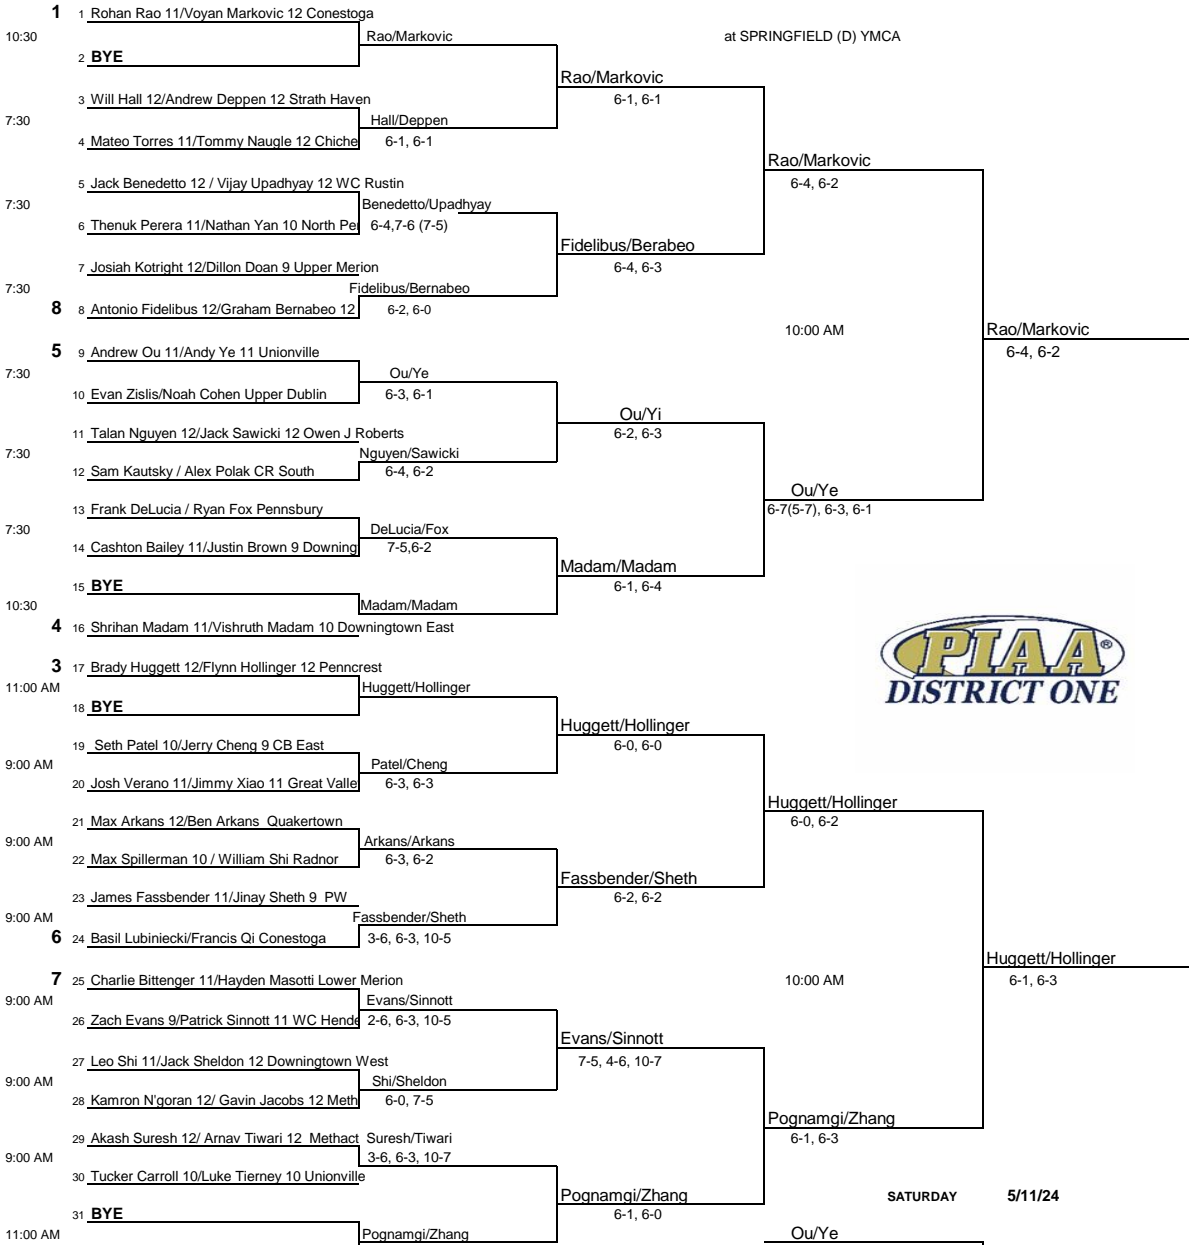 1 1 Rohan Rao 11/Voyan Markovic 12 Conestoga
10:30 Rao/Markovic at SPRINGFIELD (D) YMCA
2 BYE
Rao/Markovic
3 Will Hall 12/Andrew Deppen 12 Strath Haven 6-1, 6-1
7:30 Hall/Deppen
4 Mateo Torres 11/Tommy Naugle 12 Chiche 6-1, 6-1
Rao/Markovic
5 Jack Benedetto 12 / Vijay Upadhyay 12 WC Rustin 6-4, 6-2
7:30 Benedetto/Upadhyay
6 Thenuk Perera 11/Nathan Yan 10 North Pe 6-4,7-6 (7-5)
Fidelibus/Berabeo
7 Josiah Kotright 12/Dillon Doan 9 Upper Merion 6-4, 6-3
7:30 Fidelibus/Bernabeo
8 8 Antonio Fidelibus 12/Graham Bernabeo 12 6-2, 6-0
10:00 AM Rao/Markovic
5 9 Andrew Ou 11/Andy Ye 11 Unionville 6-4, 6-2
7:30 Ou/Ye
10 Evan Zislis/Noah Cohen Upper Dublin 6-3, 6-1
Ou/Yi
11 Talan Nguyen 12/Jack Sawicki 12 Owen J Roberts 6-2, 6-3
7:30 Nguyen/Sawicki
12 Sam Kautsky / Alex Polak CR South 6-4, 6-2
Ou/Ye
13 Frank DeLucia / Ryan Fox Pennsbury 6-7(5-7), 6-3, 6-1
7:30 DeLucia/Fox
14 Cashton Bailey 11/Justin Brown 9 Downing 7-5,6-2
Madam/Madam
15 BYE 6-1, 6-4
10:30 Madam/Madam
4 16 Shrihan Madam 11/Vishruth Madam 10 Downingtown East
PIAA®
DISTRICT ONE
3 17 Brady Huggett 12/Flynn Hollinger 12 Penncrest
11:00 AM Huggett/Hollinger
18 BYE
Huggett/Hollinger
19 Seth Patel 10/Jerry Cheng 9 CB East 6-0, 6-0
9:00 AM Patel/Cheng
20 Josh Verano 11/Jimmy Xiao 11 Great Valle 6-3, 6-3
Huggett/Hollinger
21 Max Arkans 12/Ben Arkans Quakertown 6-0, 6-2
9:00 AM Arkans/Arkans
22 Max Spillerman 10 / William Shi Radnor 6-3, 6-2
Fassbender/Sheth
23 James Fassbender 11/Jinay Sheth 9 PW 6-2, 6-2
9:00 AM Fassbender/Sheth
6 24 Basil Lubiniecki/Francis Qi Conestoga 3-6, 6-3, 10-5
Huggett/Hollinger
7 25 Charlie Bittenger 11/Hayden Masotti Lower Merion 10:00 AM 6-1, 6-3
9:00 AM Evans/Sinnott
26 Zach Evans 9/Patrick Sinnott 11 WC Hende 2-6, 6-3, 10-5
Evans/Sinnott
27 Leo Shi 11/Jack Sheldon 12 Downingtown West 7-5, 4-6, 10-7
9:00 AM Shi/Sheldon
28 Kamron N'goran 12/ Gavin Jacobs 12 Meth 6-0, 7-5
Pognamgi/Zhang
29 Akash Suresh 12/ Arnav Tiwari 12 Methact Suresh/Tiwari 6-1, 6-3
9:00 AM 3-6, 6-3, 10-7
30 Tucker Carroll 10/Luke Tierney 10 Unionville
Pognamgi/Zhang SATURDAY 5/11/24
31 BYE 6-1, 6-0
11:00 AM Pognamgi/Zhang Ou/Ye